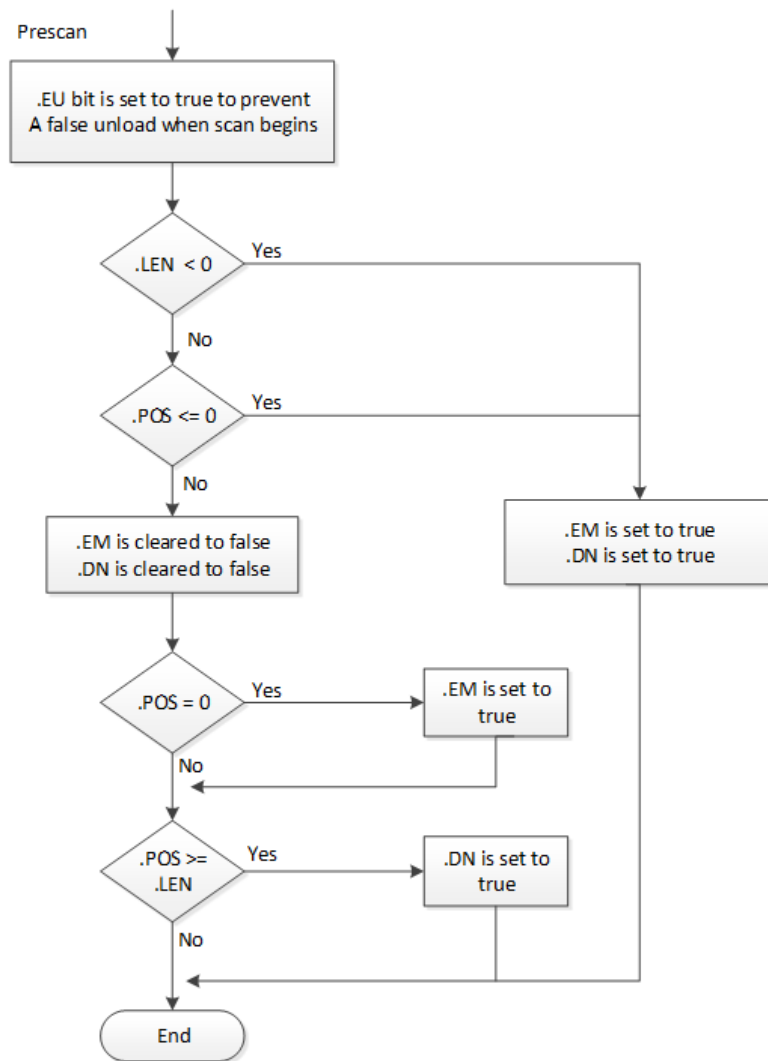 Prescan
.EU bit is set to true to prevent
A false unload when scan begins
.LEN < 0
Yes
No
.POS <= 0
Yes
No
.EM is cleared to false
.DN is cleared to false
.EM is set to true
.DN is set to true
.POS = 0
Yes
.EM is set to
true
No
.POS >=
.LEN
Yes
.DN is set to
true
No
End